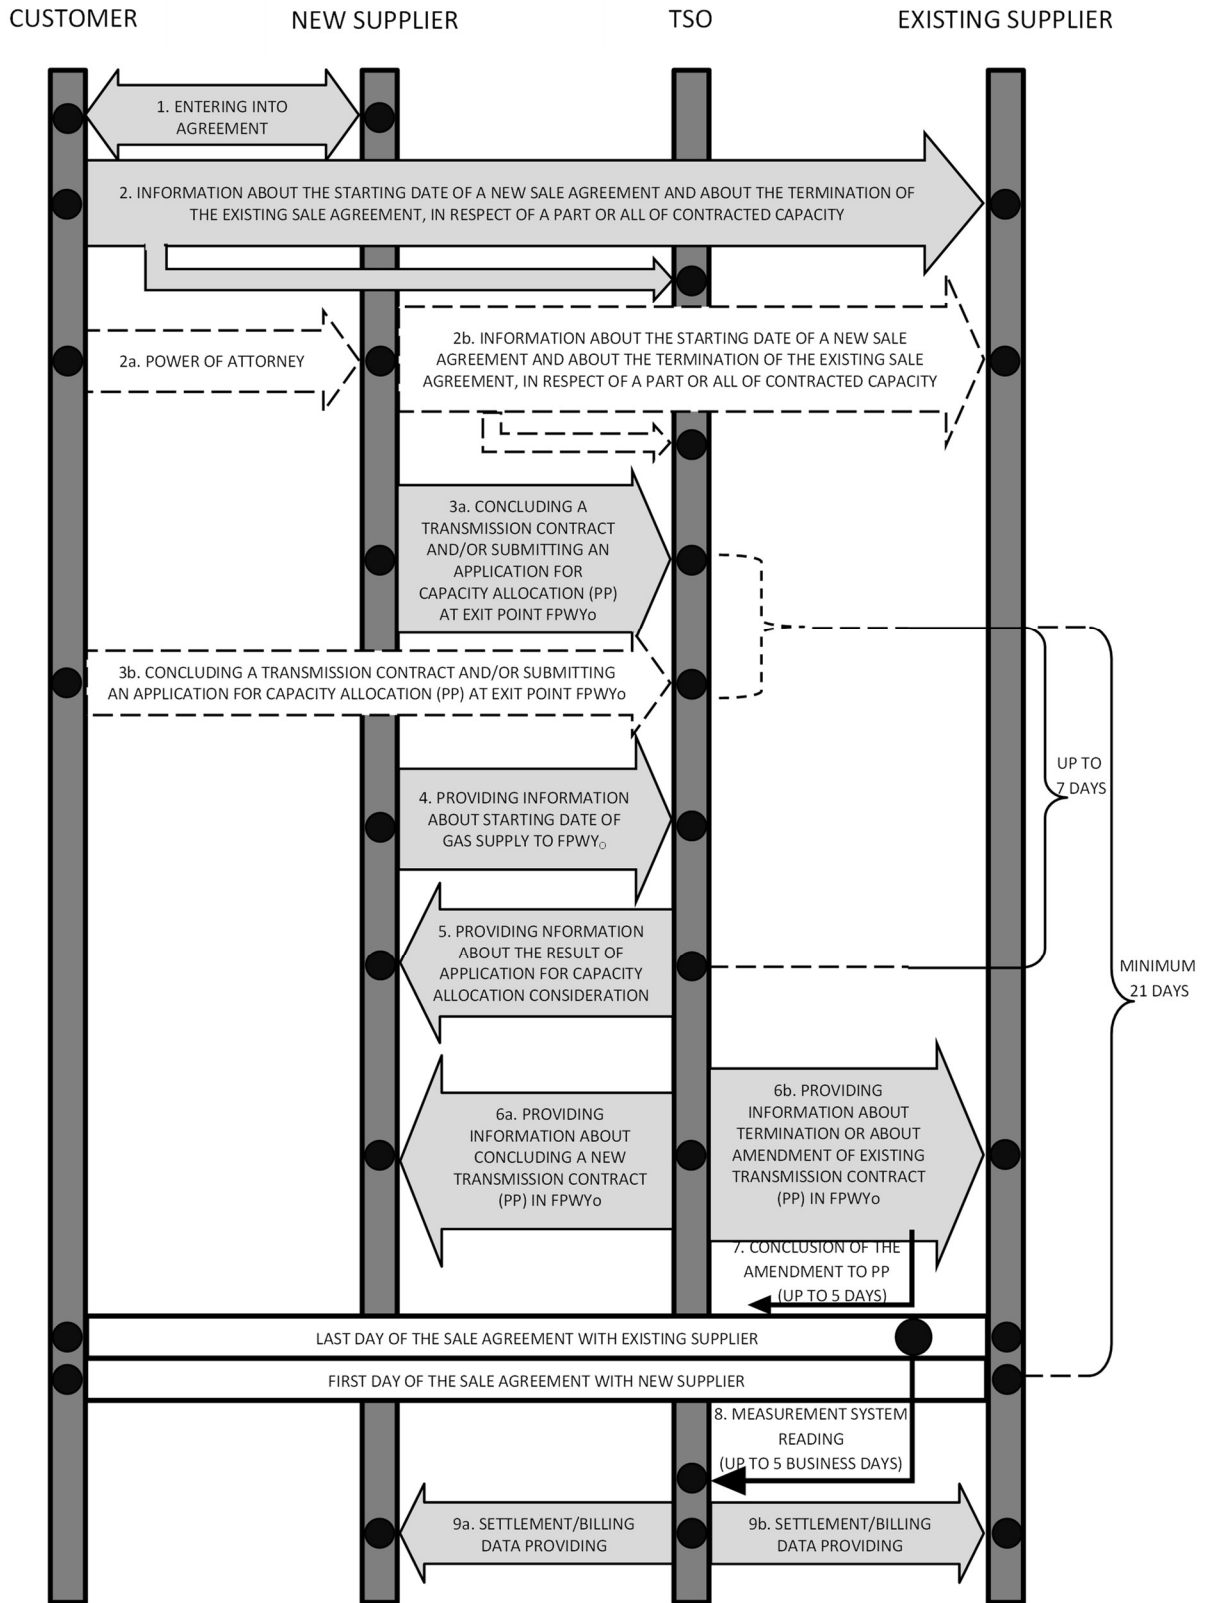 CUSTOMER
NEW SUPPLIER
TSO
EXISTING SUPPLIER
1. ENTERING INTO
AGREEMENT
2. INFORMATION ABOUT THE STARTING DATE OF A NEW SALE AGREEMENT AND ABOUT THE TERMINATION OF
THE EXISTING SALE AGREEMENT, IN RESPECT OF A PART OR ALL OF CONTRACTED CAPACITY
2a. POWER OF ATTORNEY
2b. INFORMATION ABOUT THE STARTING DATE OF A NEW SALE
AGREEMENT AND ABOUT THE TERMINATION OF THE EXISTING SALE
AGREEMENT, IN RESPECT OF A PART OR ALL OF CONTRACTED CAPACITY
3a. CONCLUDING A
TRANSMISSION CONTRACT
AND/OR SUBMITTING AN
APPLICATION FOR
CAPACITY ALLOCATION (PP)
AT EXIT POINT FPWYo
3b. CONCLUDING A TRANSMISSION CONTRACT AND/OR SUBMITTING
AN APPLICATION FOR CAPACITY ALLOCATION (PP) AT EXIT POINT FPWYo
UP TO
7 DAYS
4. PROVIDING INFORMATION
ABOUT STARTING DATE OF
GAS SUPPLY TO FPWYO
5. PROVIDING NFORMATION
ABOUT THE RESULT OF
APPLICATION FOR CAPACITY
ALLOCATION CONSIDERATION
MINIMUM
21 DAYS
6a. PROVIDING
INFORMATION ABOUT
CONCLUDING A NEW
TRANSMISSION CONTRACT
(PP) IN FPWYo
6b. PROVIDING
INFORMATION ABOUT
TERMINATION OR ABOUT
AMENDMENT OF EXISTING
TRANSMISSION CONTRACT
(PP) IN FPWYo
7. CONCLUSION OF THE
AMENDMENT TO PP
(UP TO 5 DAYS)
LAST DAY OF THE SALE AGREEMENT WITH EXISTING SUPPLIER
FIRST DAY OF THE SALE AGREEMENT WITH NEW SUPPLIER
8. MEASUREMENT SYSTEM
READING
(UP TO 5 BUSINESS DAYS)
9a. SETTLEMENT/BILLING
DATA PROVIDING
9b. SETTLEMENT/BILLING
DATA PROVIDING